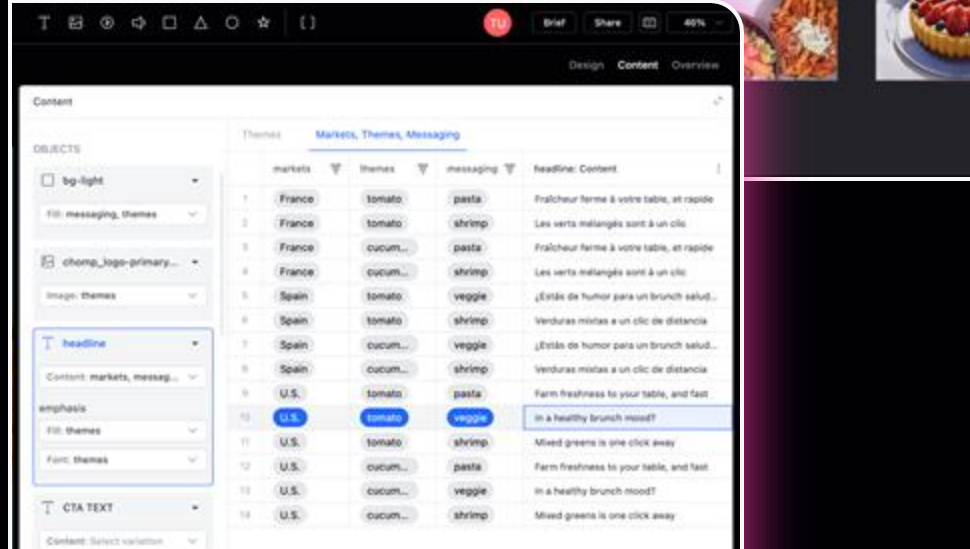 TU Brief Share 46%
Design Content Overview
Content
Themes Markets, Themes, Messaging
OBJECTS
markets themes messaging headline: Content
bg-light
Fill: messaging, themes
chomp_logo-primary...
Image: themes
headline
Content: markets, messag...
emphasis
Fill: themes
Font: themes
CTA TEXT
Content: Select variation
1 France tomato pasta Fraîcheur ferme à votre table, et rapide
2 France tomato shrimp Les verts mélangés sont à un clic
3 France cucum... pasta Fraîcheur ferme à votre table, et rapide
4 France cucum... shrimp Les verts mélangés sont à un clic
5 Spain tomato veggie ¿Estás de humor para un brunch salud...
6 Spain tomato shrimp Verduras mixtas a un clic de distancia
7 Spain cucum... veggie ¿Estás de humor para un brunch salud...
8 Spain cucum... shrimp Verduras mixtas a un clic de distancia
9 U.S. tomato pasta Farm freshness to your table, and fast
10 U.S. tomato veggie In a healthy brunch mood?
11 U.S. tomato shrimp Mixed greens is one click away
12 U.S. cucum... pasta Farm freshness to your table, and fast
13 U.S. cucum... veggie In a healthy brunch mood?
14 U.S. cucum... shrimp Mixed greens is one click away